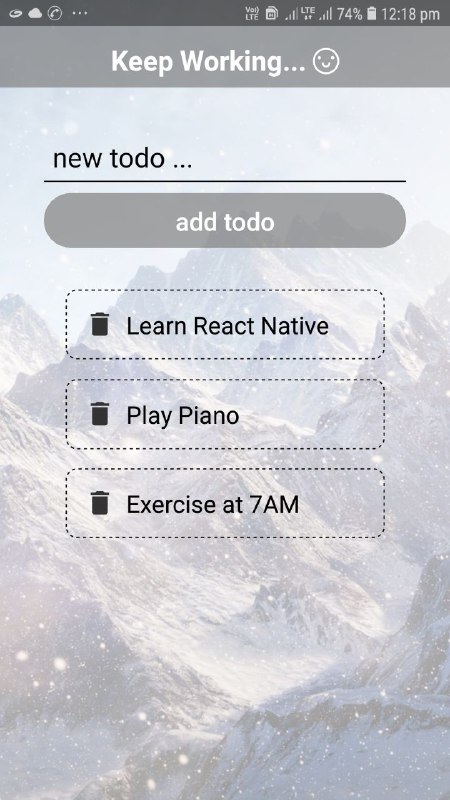 Vo))
LTE
LTE
74%
12:18 pm
Keep Working...
new todo ...
add todo
Learn React Native
Play Piano
Exercise at 7AM